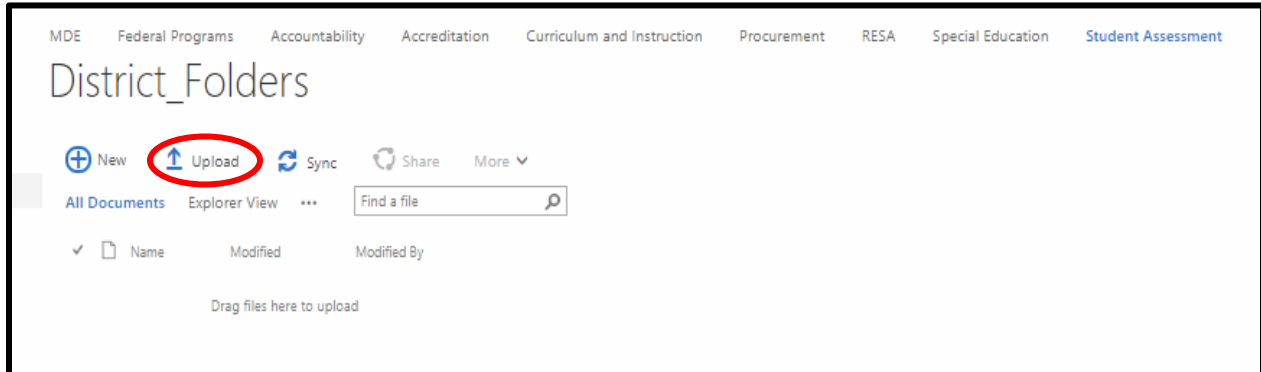 MDE Federal Programs Accountability Accreditation Curriculum and Instruction Procurement RESA Special Education Student Assessment
District_Folders
New Upload Sync Share More
All Documents Explorer View ••• Find a file
Name Modified Modified By
Drag files here to upload